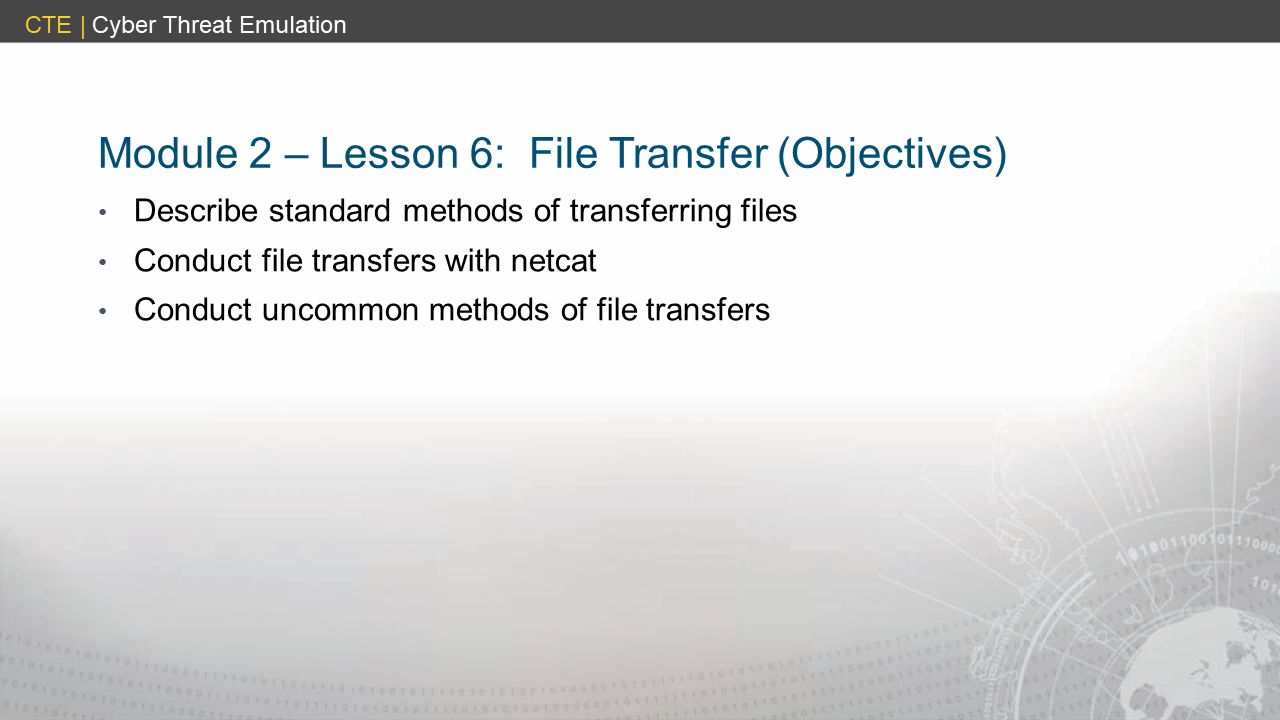 CTE | Cyber Threat Emulation
Module 2 – Lesson 6:  File Transfer (Objectives)
• Describe standard methods of transferring files
• Conduct file transfers with netcat
• Conduct uncommon methods of file transfers